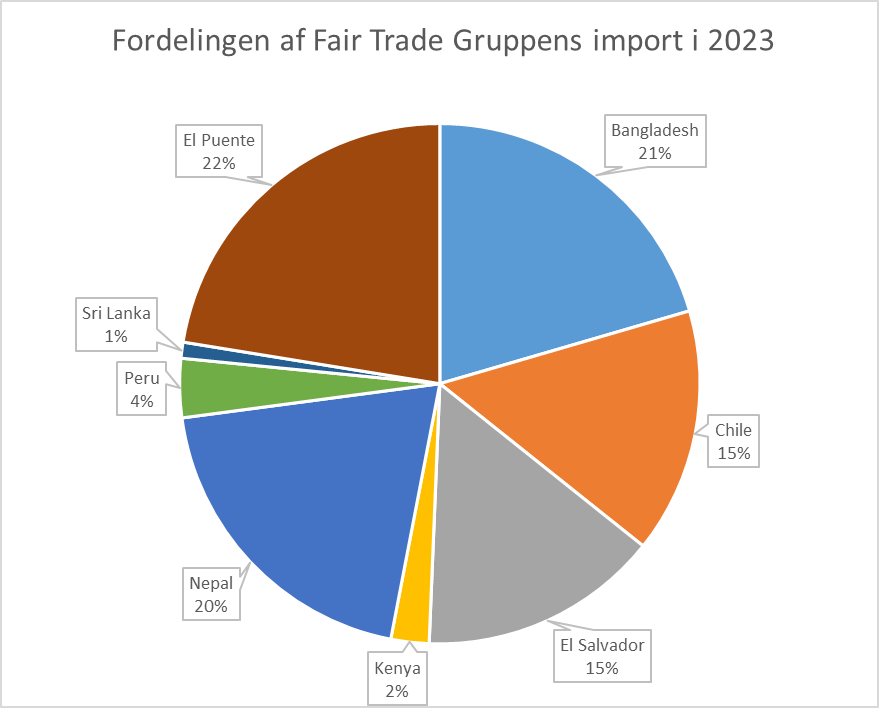 Fordelingen af Fair Trade Gruppens import i 2023
Bangladesh
21%
Chile
15%
El Salvador
15%
Kenya
2%
Nepal
20%
Peru
4%
Sri Lanka
1%
El Puente
22%